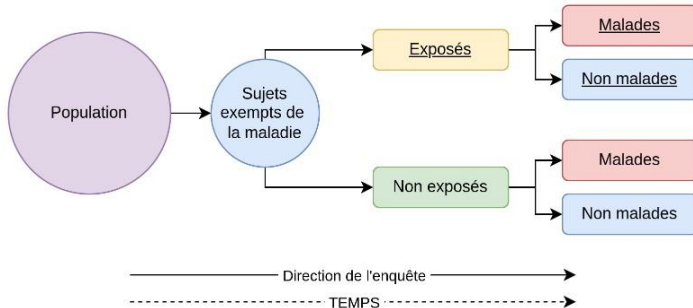 Population
Sujets
exempts de
la maladie
Exposés
Malades
Non malades
Non exposés
Malades
Non malades
Direction de l'enquête
TEMPS